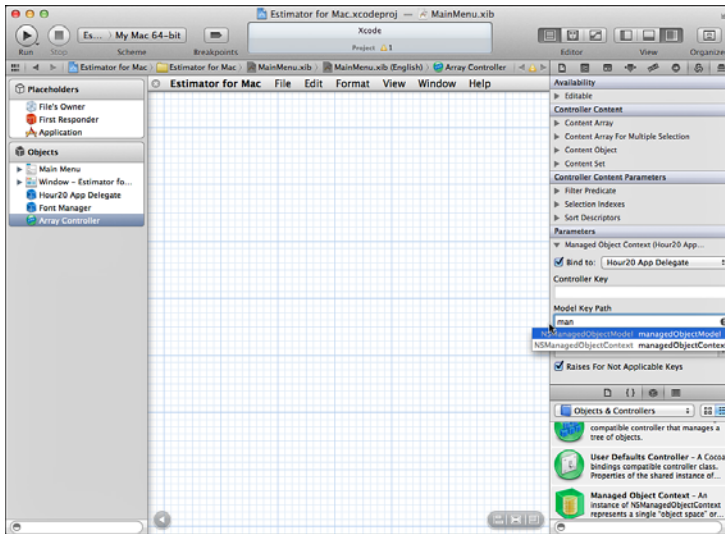 Estimator for Mac.xcodeproj — MainMenu.xib
Run
Stop
Es... My Mac 64-bit
Scheme
Breakpoints
Xcode
Project 1
Editor
View
Organize
Estimator for Mac
Estimator for Mac
MainMenu.xib
MainMenu.xib (English)
Array Controller
Placeholders
File's Owner
First Responder
Application
Objects
Main Menu
Window – Estimator fo...
Hour20 App Delegate
Font Manager
Array Controller
Estimator for Mac File Edit Format View Window Help
Availability
Editable
Controller Content
Content Array
Content Array For Multiple Selection
Content Object
Content Set
Controller Content Parameters
Filter Predicate
Selection Indexes
Sort Descriptors
Parameters
Managed Object Context (Hour20 App...
Bind to: Hour20 App Delegate
Controller Key
Model Key Path
man
NSManagedObjectModel managedObjectModel
NSManagedObjectContext managedObjectContex
Raises For Not Applicable Keys
{}
Objects & Controllers
compatible controller that manages a
tree of objects.
User Defaults Controller – A Cocoa
bindings compatible controller class.
Properties of the shared instance of...
Managed Object Context – An
instance of NSManagedObjectContext
represents a single "object space" or...